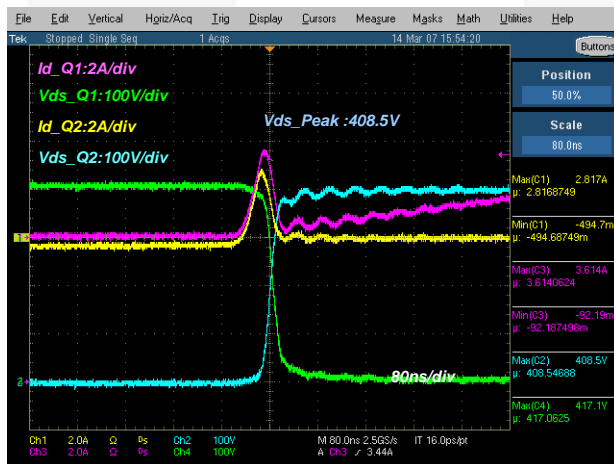 File Edit Vertical Horiz/Acq Trig Display Cursors Measure Masks Math Utilities Help
Tek Stopped Single Seq 1 Acqs 14 Mar 07 15:54:20
Buttons
Position
50.0%
Scale
80.0ns
Id_Q1:2A/div
Vds_Q1:100V/div
Id_Q2:2A/div
Vds_Q2:100V/div
Vds_Peak :408.5V
Max(C1) 2.817A
µ: 2.8168749
Min(C1) -494.7m
µ: -494.68749m
Max(C3) 3.614A
µ: 3.6140624
Min(C3) -92.19m
µ: -92.187498m
Max(C2) 408.5V
µ: 408.54688
Max(C4) 417.1V
µ: 417.0625
1
2
80ns/div
Ch1 2.0A Ω Ch2 100V M 80.0ns 2.5GS/s IT 16.0ps/pt
Ch3 2.0A Ω Ch4 100V A Ch3 3.44A